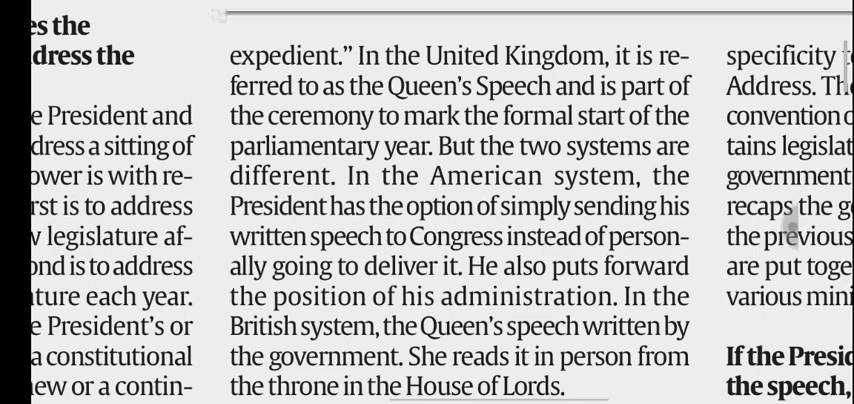 es the
dress the
e President and
dress a sitting of
ower is with re-
rst is to address
w legislature af-
ond is to address
ature each year.
e President's or
a constitutional
new or a contin-
expedient.” In the United Kingdom, it is re-
ferred to as the Queen’s Speech and is part of
the ceremony to mark the formal start of the
parliamentary year. But the two systems are
different. In the American system, the
President has the option of simply sending his
written speech to Congress instead of person-
ally going to deliver it. He also puts forward
the position of his administration. In the
British system, the Queen’s speech written by
the government. She reads it in person from
the throne in the House of Lords.
specificity t
Address. Th
convention o
tains legislat
government
recaps the g
the previous
are put toge
various mini
If the Presid
the speech,